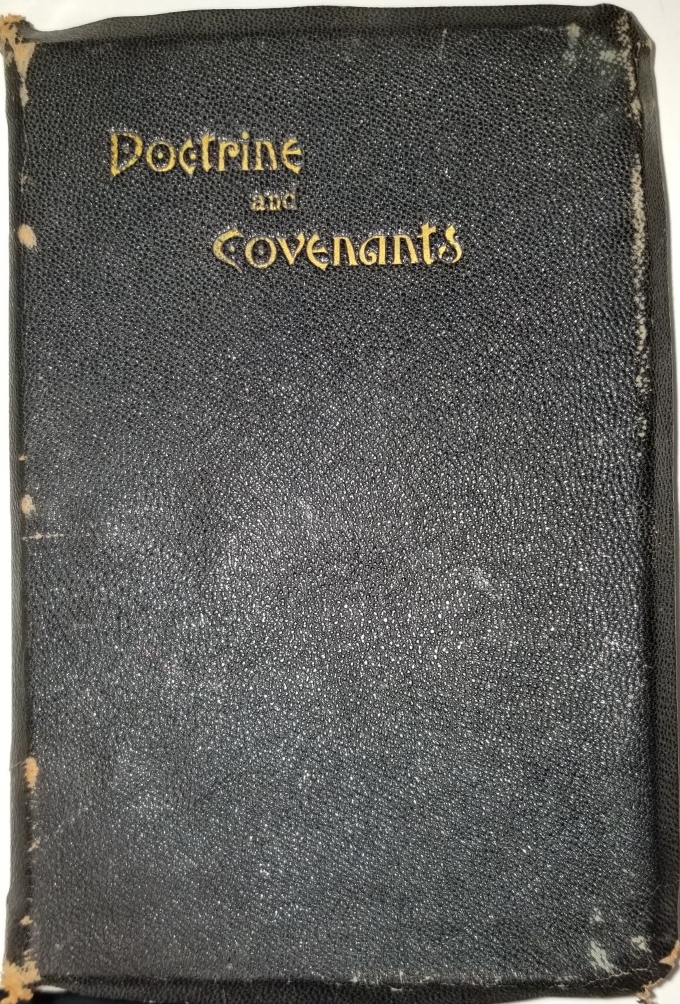 Doctrine
and
Covenants